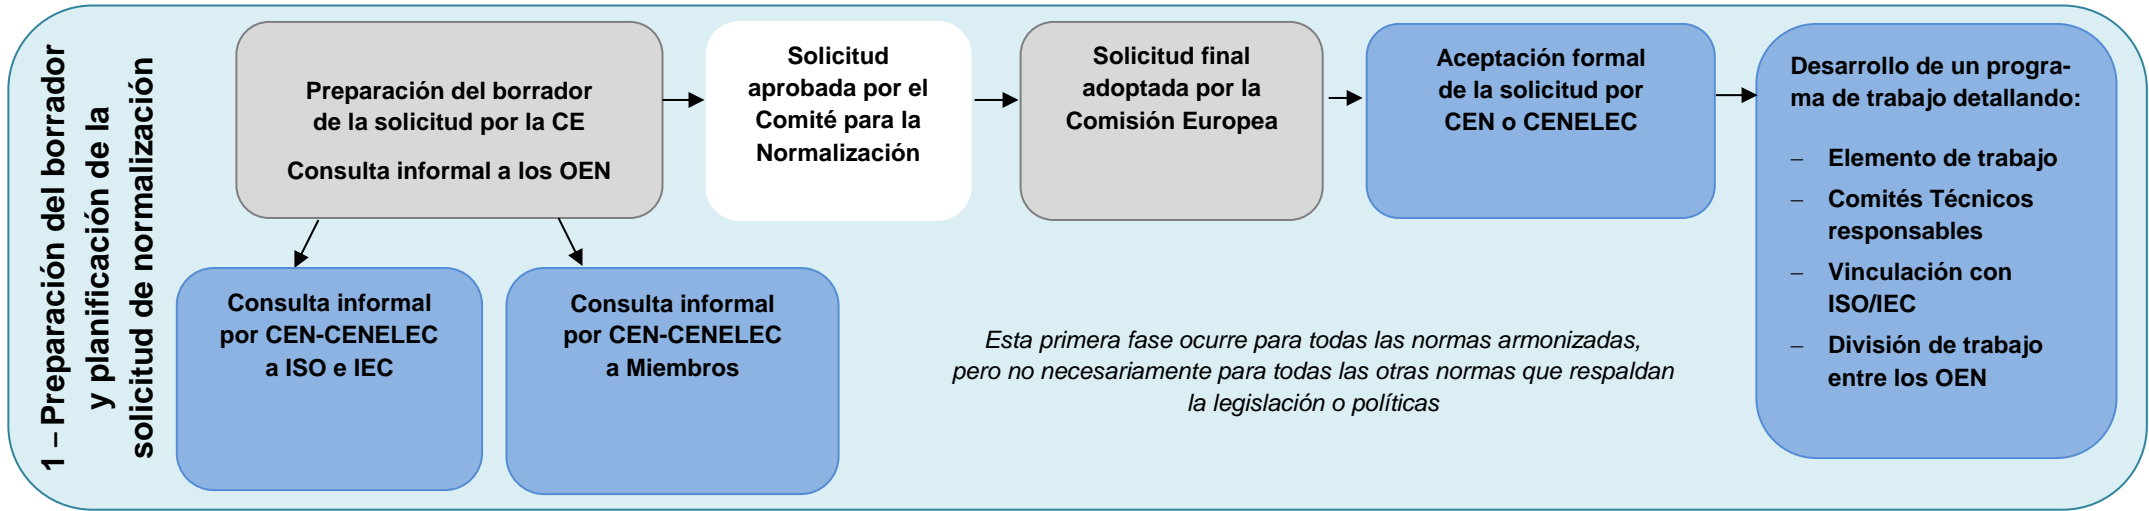 1 – Preparación del borrador
y planificación de la
solicitud de normalización
Preparación del borrador
de la solicitud por la CE
Consulta informal a los OEN
Solicitud
aprobada por el
Comité para la
Normalización
Solicitud final
adoptada por la
Comisión Europea
Aceptación formal
de la solicitud por
CEN o CENELEC
Desarrollo de un progra-
ma de trabajo detallando:
– Elemento de trabajo
– Comités Técnicos
responsables
– Vinculación con
ISO/IEC
– División de trabajo
entre los OEN
Consulta informal
por CEN-CENELEC
a ISO e IEC
Consulta informal
por CEN-CENELEC
a Miembros
Esta primera fase ocurre para todas las normas armonizadas,
pero no necesariamente para todas las otras normas que respaldan
la legislación o políticas